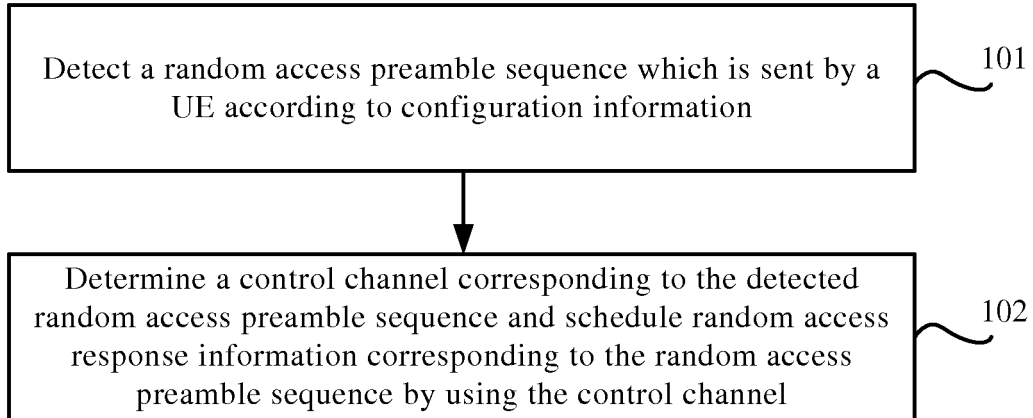 Detect a random access preamble sequence which is sent by a
UE according to configuration information
101
Determine a control channel corresponding to the detected
random access preamble sequence and schedule random access
response information corresponding to the random access
preamble sequence by using the control channel
102